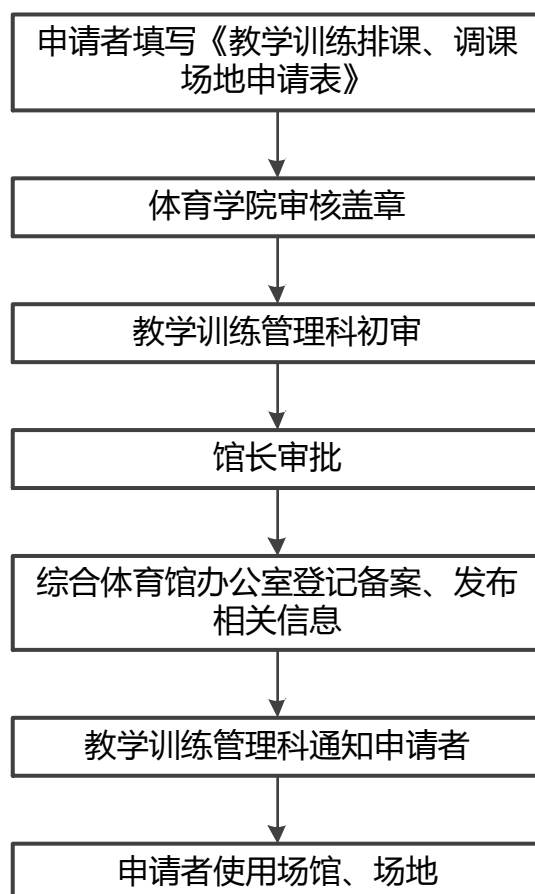 申请者填写《教学训练排课、调课
场地申请表》
体育学院审核盖章
教学训练管理科初审
馆长审批
综合体育馆办公室登记备案、发布
相关信息
教学训练管理科通知申请者
申请者使用场馆、场地